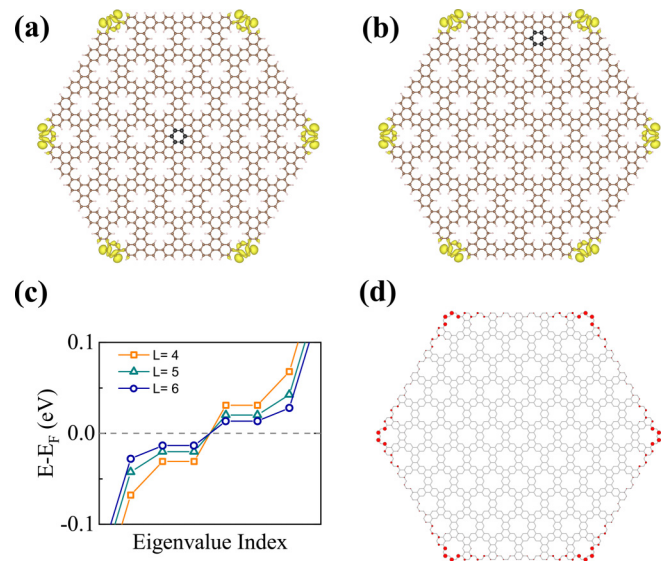 (a)
(b)
(c)
(d)
0.1
0.0
-0.1
E-E_F (eV)
L= 4
L= 5
L= 6
Eigenvalue Index